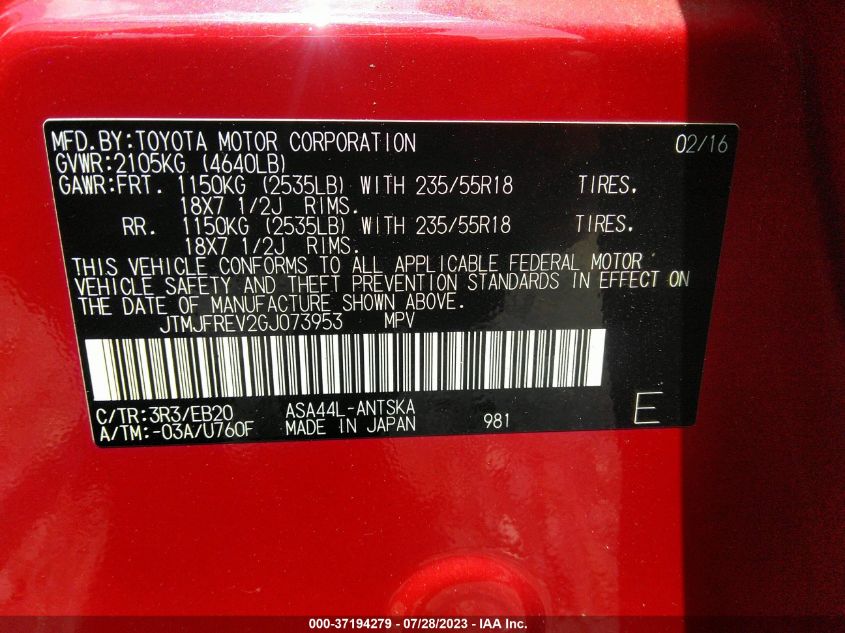 MFD.BY:TOYOTA MOTOR CORPORATION 02/16
GVWR:2105KG (4640LB)
GAWR:FRT. 1150KG (2535LB) WITH 235/55R18 TIRES.
18X7 1/2J RIMS.
RR. 1150KG (2535LB) WITH 235/55R18 TIRES.
18X7 1/2J RIMS.
THIS VEHICLE CONFORMS TO ALL APPLICABLE FEDERAL MOTOR
VEHICLE SAFETY AND THEFT PREVENTION STANDARDS IN EFFECT ON
THE DATE OF MANUFACTURE SHOWN ABOVE.
JTMJFREV2GJ073953 MPV
C/TR:3R3/EB20 ASA44L-ANTSKA
A/TM:-03A/U760F MADE IN JAPAN 981 E
000-37194279 - 07/28/2023 - IAA Inc.